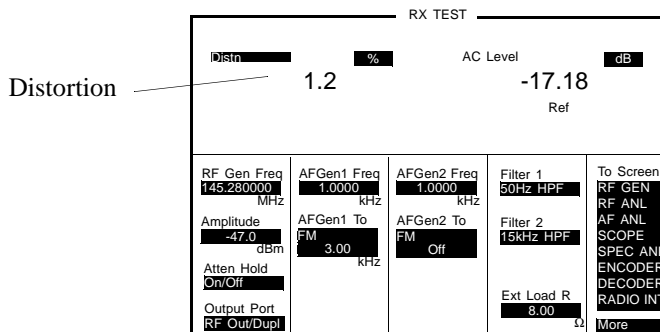 RX TEST
Distn % AC Level dB
Distortion
1.2 -17.18
Ref
RF Gen Freq
145.280000
MHz
Amplitude
-47.0
dBm
Atten Hold
On/Off
Output Port
RF Out/Dupl
AFGen1 Freq
1.0000
kHz
AFGen1 To
FM
3.00
kHz
AFGen2 Freq
1.0000
kHz
AFGen2 To
FM
Off
Filter 1
50Hz HPF
Filter 2
15kHz HPF
Ext Load R
8.00
Ω
To Screen
RF GEN
RF ANL
AF ANL
SCOPE
SPEC ANL
ENCODER
DECODER
RADIO INT
More